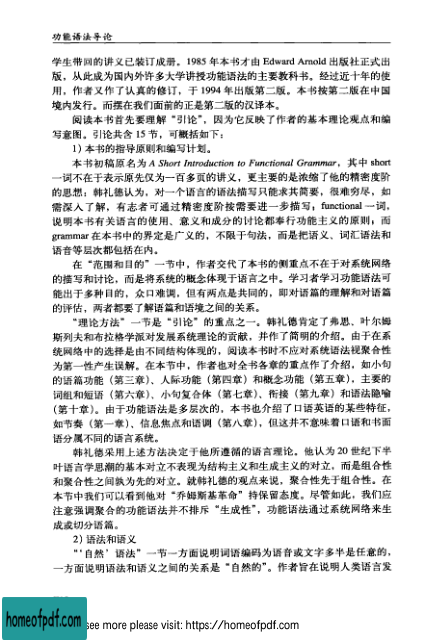 功能语法导论
学生带回的讲义已装订成册。1985 年本书才由 Edward Arnold 出版社正式出
版，从此成为国内外许多大学讲授功能语法的主要教科书。经过近十年的使
用，作者又作了认真的修订，于 1994 年出版第二版。本书按第二版在中国
境内发行。而摆在我们面前的正是第二版的汉译本。
阅读本书首先要理解“引论”，因为它反映了作者的基本理论观点和编
写意图。引论共含 15 节，可概括如下：
1) 本书的指导原则和编写计划。
本书初稿原名为 A Short Introduction to Functional Grammar，其中 short
一词不在于表示原先仅为一百多页的讲义，更主要的是浓缩了他的精密度阶
的思想：韩礼德认为，对一个语言的语法描写只能求其简要，很难穷尽，如
需深入了解，有志者可通过精密度阶按需要进一步描写；functional 一词，
说明本书有关语言的使用、意义和成分的讨论都奉行功能主义的原则；而
grammar 在本书中的界定是广义的，不限于句法，而是把语义、词汇语法和
语音等层次都包括在内。
在“范围和目的”一节中，作者交代了本书的侧重点不在于对系统网络
的描写和讨论，而是将系统的概念体现于语言之中。学习者学习功能语法可
能出于多种目的，众口难调，但有两点是共同的，即对语篇的理解和对语篇
的评估，两者都要了解语篇和语境之间的关系。
“理论方法”一节是“引论”的重点之一。韩礼德肯定了弗思、叶尔姆
斯列夫和布拉格学派对发展系统理论的贡献，并作了简明的介绍。由于在系
统网络中的选择是由不同结构体现的，阅读本书时不应对系统语法视聚合性
为第一性产生误解。在本节中，作者也对全书各章的重点作了介绍，如小句
的语篇功能（第三章）、人际功能（第四章）和概念功能（第五章），主要的
词组和短语（第六章）、小句复合体（第七章）、衔接（第九章）和语法隐喻
（第十章）。由于功能语法是多层次的，本书也介绍了口语英语的某些特征，
如节奏（第一章）、信息焦点和语调（第八章），但这并不意味着口语和书面
语分属不同的语言系统。
韩礼德采用上述方法决定于他所遵循的语言理论。他认为 20 世纪下半
叶语言学思潮的基本对立不表现为结构主义和生成主义的对立，而是组合性
和聚合性之间孰为先的对立。就韩礼德的观点来说，聚合性先于组合性。在
本节中我们可以看到他对“乔姆斯基革命”持保留态度。尽管如此，我们应
注意强调聚合的功能语法并不排斥“生成性”，功能语法通过系统网络来生
成或切分语篇。
2) 语法和语义
“‘自然’语法”一节一方面说明词语编码为语音或文字多半是任意的，
一方面说明语法和语义之间的关系是“自然的”。作者旨在说明人类语言发
homeofpdf.com
see more please visit: https://homeofpdf.com